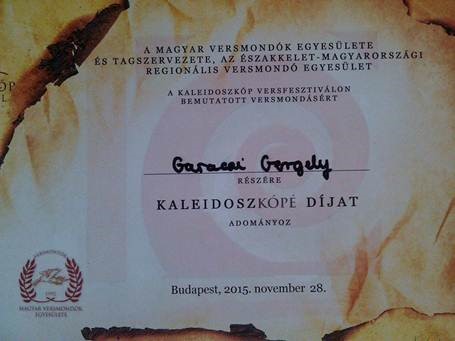 A MAGYAR VERSMONDÓK EGYESÜLETE
ÉS TAGSZERVEZETE, AZ ÉSZAKKELET-MAGYARORSZÁGI
REGIONÁLIS VERSMONDÓ EGYESÜLET
A KALEIDOSZKÓP VERSFESZTIVÁLON
BEMUTATOTT VERSMONDÁSÉRT
Garacsi Gergely
RÉSZÉRE
KALEIDOSZKÓPÉ DÍJAT
ADOMÁNYOZ
Budapest, 2015. november 28.
MAGYAR VERSMONDÓK
EGYESÜLETE